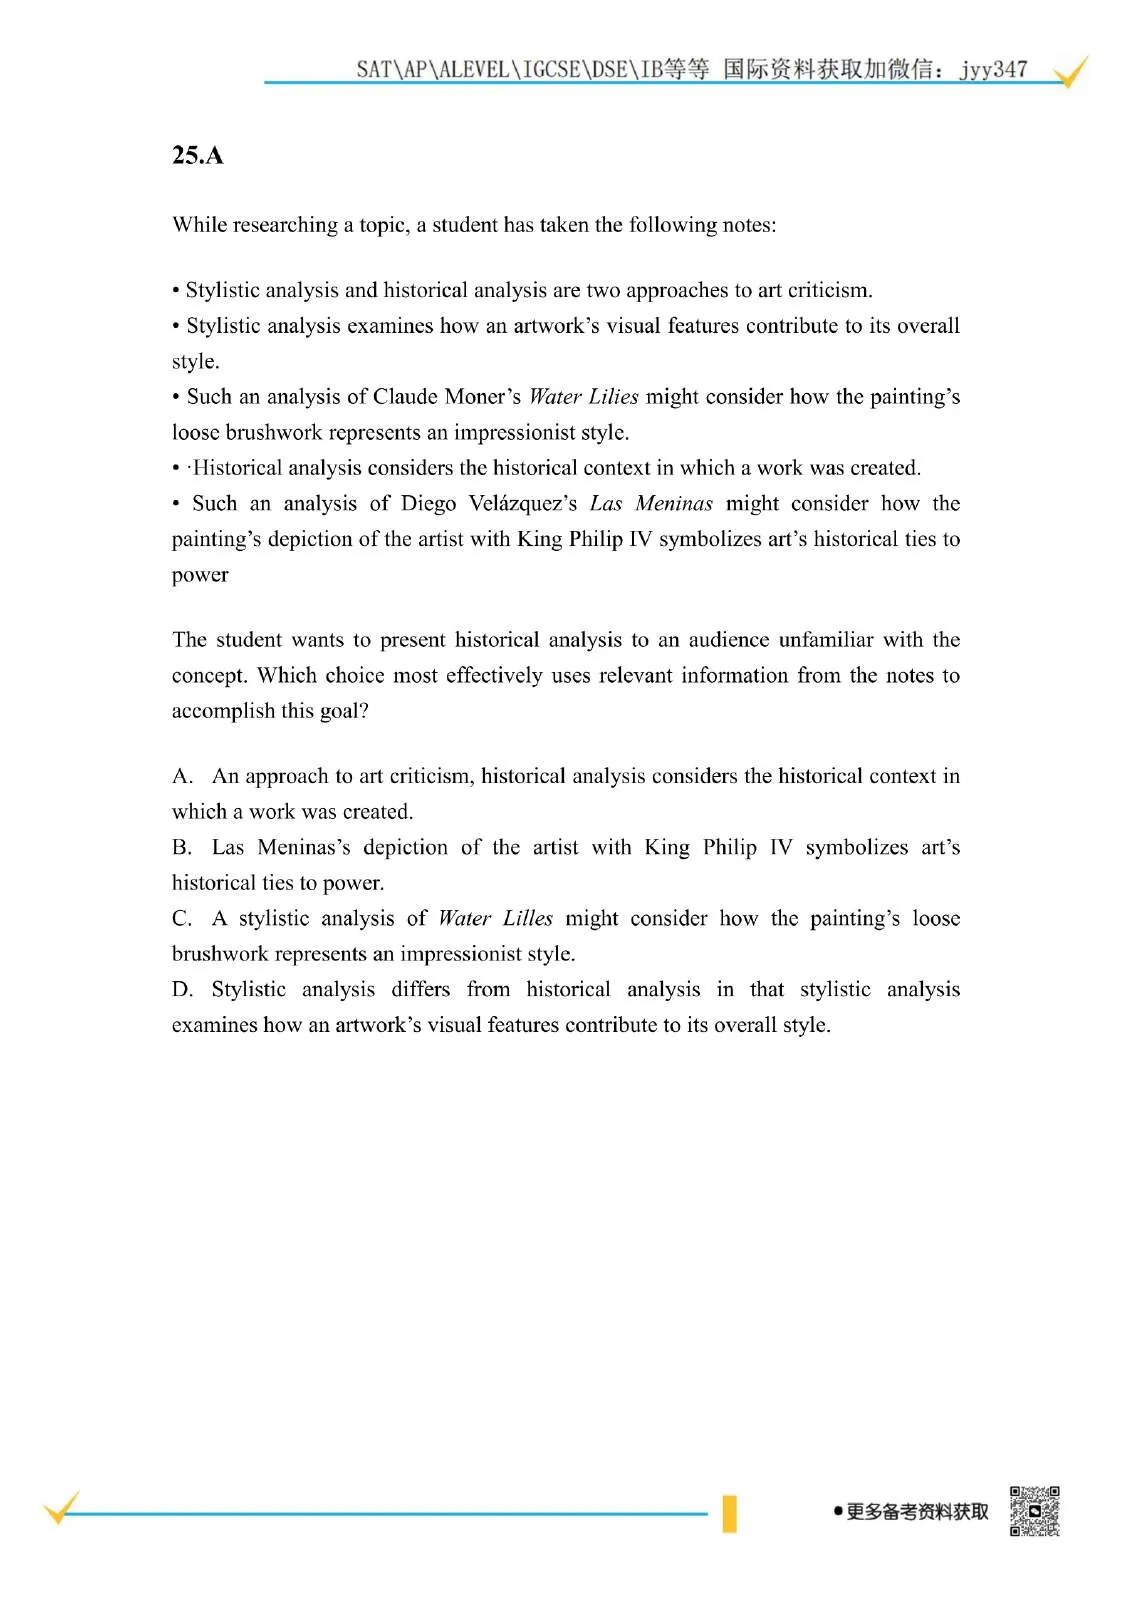 SAT\AP\ALEVEL\IGCSE\DSE\IB等等 国际资料获取加微信：jyy347
25.A
While researching a topic, a student has taken the following notes:
• Stylistic analysis and historical analysis are two approaches to art criticism.
• Stylistic analysis examines how an artwork’s visual features contribute to its overall
style.
• Such an analysis of Claude Moner’s Water Lilies might consider how the painting’s
loose brushwork represents an impressionist style.
• ·Historical analysis considers the historical context in which a work was created.
• Such an analysis of Diego Velázquez’s Las Meninas might consider how the
painting’s depiction of the artist with King Philip IV symbolizes art’s historical ties to
power
The student wants to present historical analysis to an audience unfamiliar with the
concept. Which choice most effectively uses relevant information from the notes to
accomplish this goal?
A. An approach to art criticism, historical analysis considers the historical context in
which a work was created.
B. Las Meninas’s depiction of the artist with King Philip IV symbolizes art’s
historical ties to power.
C. A stylistic analysis of Water Lilles might consider how the painting’s loose
brushwork represents an impressionist style.
D. Stylistic analysis differs from historical analysis in that stylistic analysis
examines how an artwork’s visual features contribute to its overall style.
•更多备考资料获取